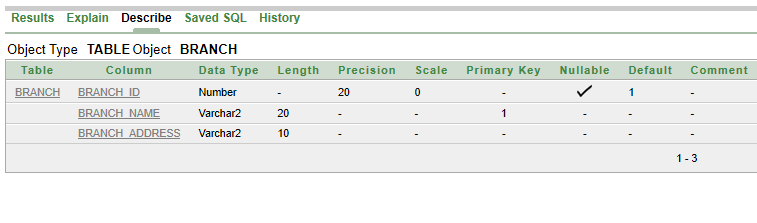 Results Explain Describe Saved SQL History
Object Type TABLE Object BRANCH
Table Column Data Type Length Precision Scale Primary Key Nullable Default Comment
BRANCH BRANCH_ID Number - 20 0 - ✓ 1 -
BRANCH_NAME Varchar2 20 - - 1 - - -
BRANCH_ADDRESS Varchar2 10 - - - - - -
1 - 3